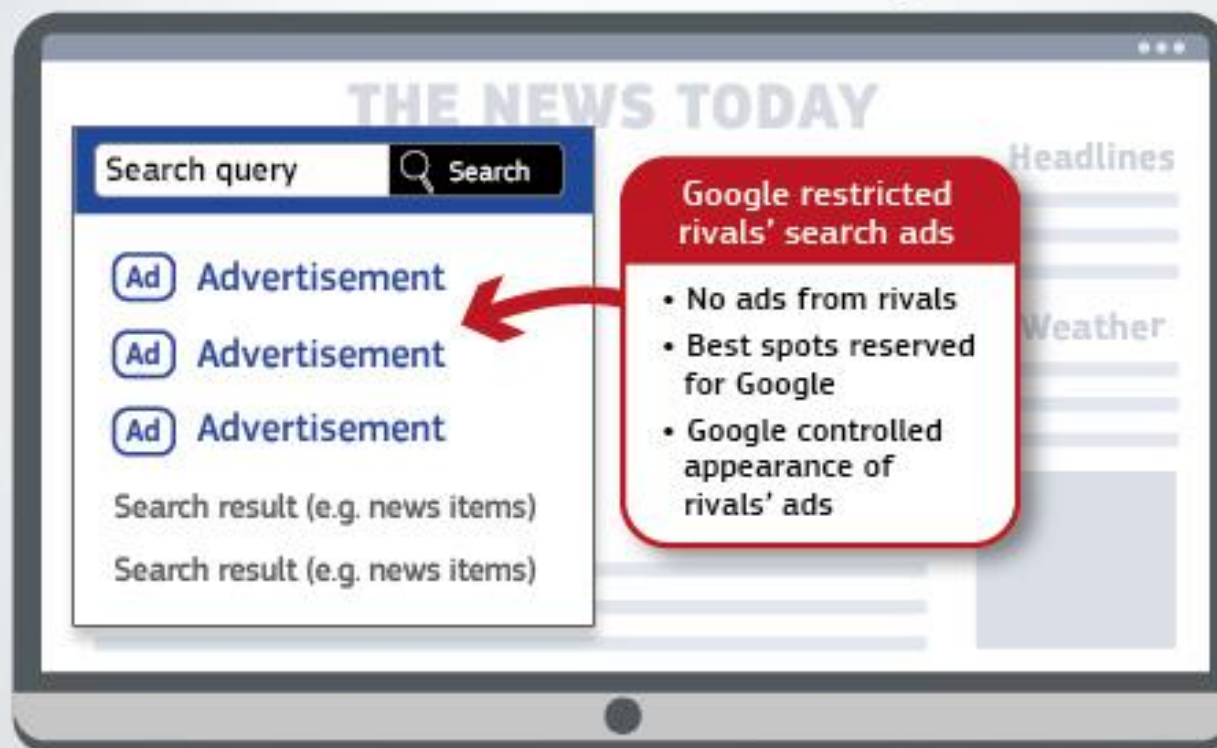 THE NEWS TODAY
Search query
Search
Ad Advertisement
Ad Advertisement
Ad Advertisement
Search result (e.g. news items)
Search result (e.g. news items)
Google restricted
rivals' search ads
• No ads from rivals
• Best spots reserved
for Google
• Google controlled
appearance of
rivals' ads
Headlines
Weather